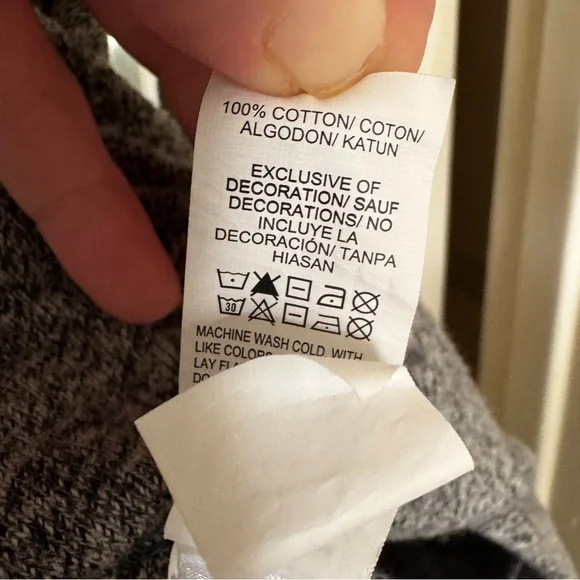 100% COTTON/ COTON/
ALGODON/ KATUN
EXCLUSIVE OF
DECORATION/ SAUF
DECORATIONS/ NO
INCLUYE LA
DECORACIÓN/ TANPA
HIASAN
30
MACHINE WASH COLD, WITH
LIKE COLORS
LAY